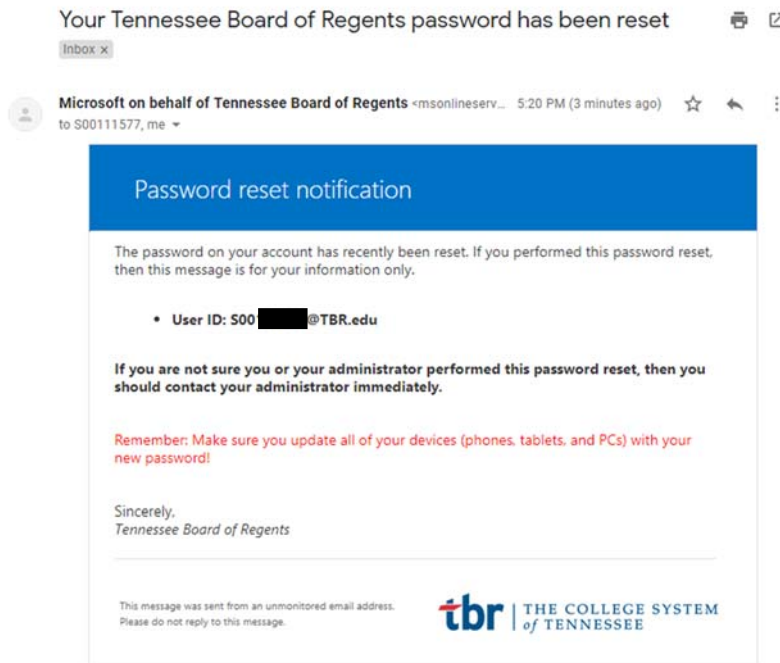 Your Tennessee Board of Regents password has been reset
Inbox x
Microsoft on behalf of Tennessee Board of Regents <msonlineserv... 5:20 PM (3 minutes ago)
to S00111577, me
Password reset notification
The password on your account has recently been reset. If you performed this password reset,
then this message is for your information only.
• User ID: S001 @TBR.edu
If you are not sure you or your administrator performed this password reset, then you
should contact your administrator immediately.
Remember: Make sure you update all of your devices (phones, tablets, and PCs) with your
new password!
Sincerely,
Tennessee Board of Regents
This message was sent from an unmonitored email address.
Please do not reply to this message.
tbr | THE COLLEGE SYSTEM
of TENNESSEE